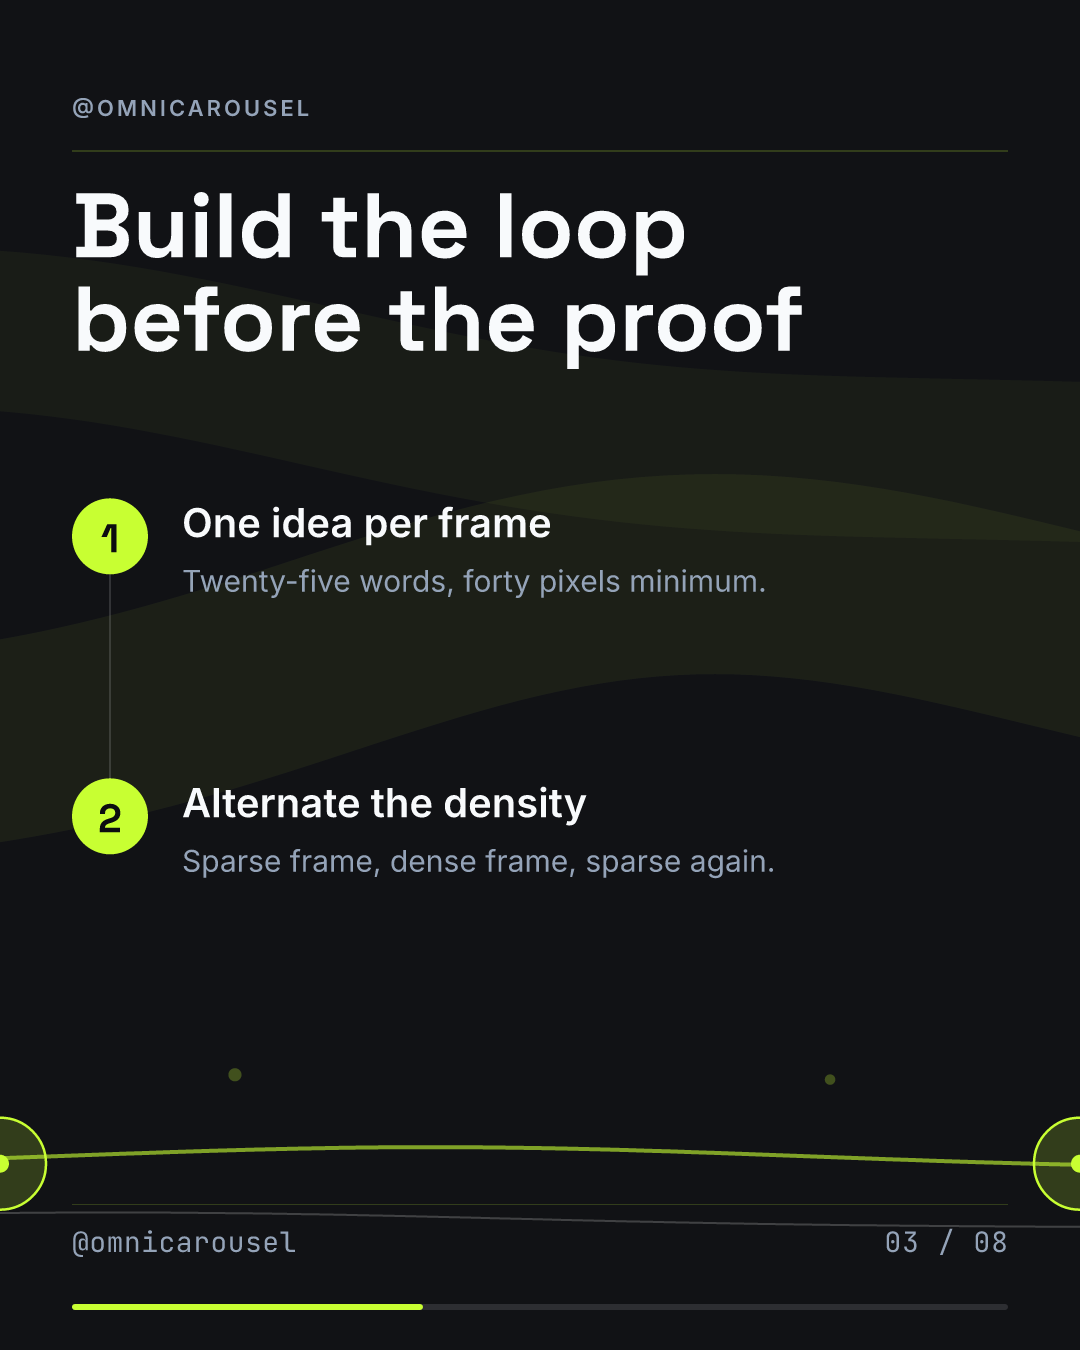 @OMNICAROUSEL
Build the loop
before the proof
1
One idea per frame
Twenty-five words, forty pixels minimum.
2
Alternate the density
Sparse frame, dense frame, sparse again.
@omnicarousel
03 / 08